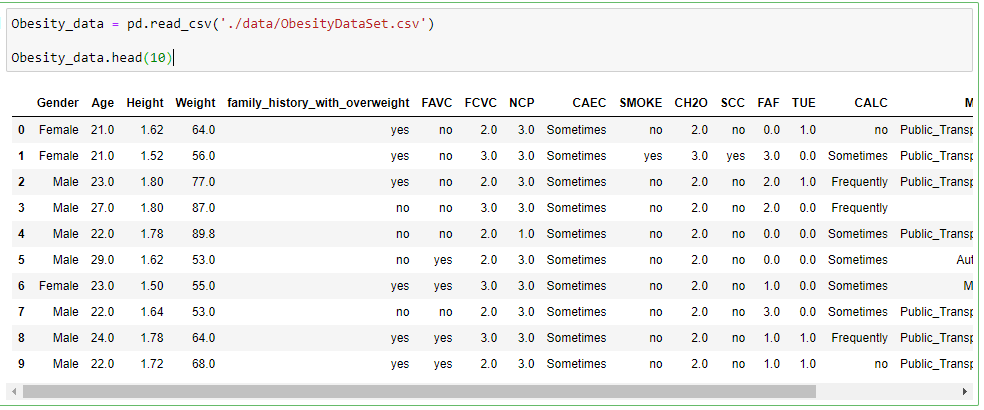 Obesity_data = pd.read_csv('./data/ObesityDataSet.csv')
Obesity_data.head(10)
Gender Age Height Weight family_history_with_overweight FAVC FCVC NCP CAEC SMOKE CH2O SCC FAF TUE CALC M
0 Female 21.0 1.62 64.0 yes no 2.0 3.0 Sometimes no 2.0 no 0.0 1.0 no Public_Transp
1 Female 21.0 1.52 56.0 yes no 3.0 3.0 Sometimes yes 3.0 yes 3.0 0.0 Sometimes Public_Transp
2 Male 23.0 1.80 77.0 yes no 2.0 3.0 Sometimes no 2.0 no 2.0 1.0 Frequently Public_Transp
3 Male 27.0 1.80 87.0 no no 3.0 3.0 Sometimes no 2.0 no 2.0 0.0 Frequently
4 Male 22.0 1.78 89.8 no no 2.0 1.0 Sometimes no 2.0 no 0.0 0.0 Sometimes Public_Transp
5 Male 29.0 1.62 53.0 no yes 2.0 3.0 Sometimes no 2.0 no 0.0 0.0 Sometimes Aut
6 Female 23.0 1.50 55.0 yes yes 3.0 3.0 Sometimes no 2.0 no 1.0 0.0 Sometimes M
7 Male 22.0 1.64 53.0 no no 2.0 3.0 Sometimes no 2.0 no 3.0 0.0 Sometimes Public_Transp
8 Male 24.0 1.78 64.0 yes yes 3.0 3.0 Sometimes no 2.0 no 1.0 1.0 Frequently Public_Transp
9 Male 22.0 1.72 68.0 yes yes 2.0 3.0 Sometimes no 2.0 no 1.0 1.0 no Public_Transp